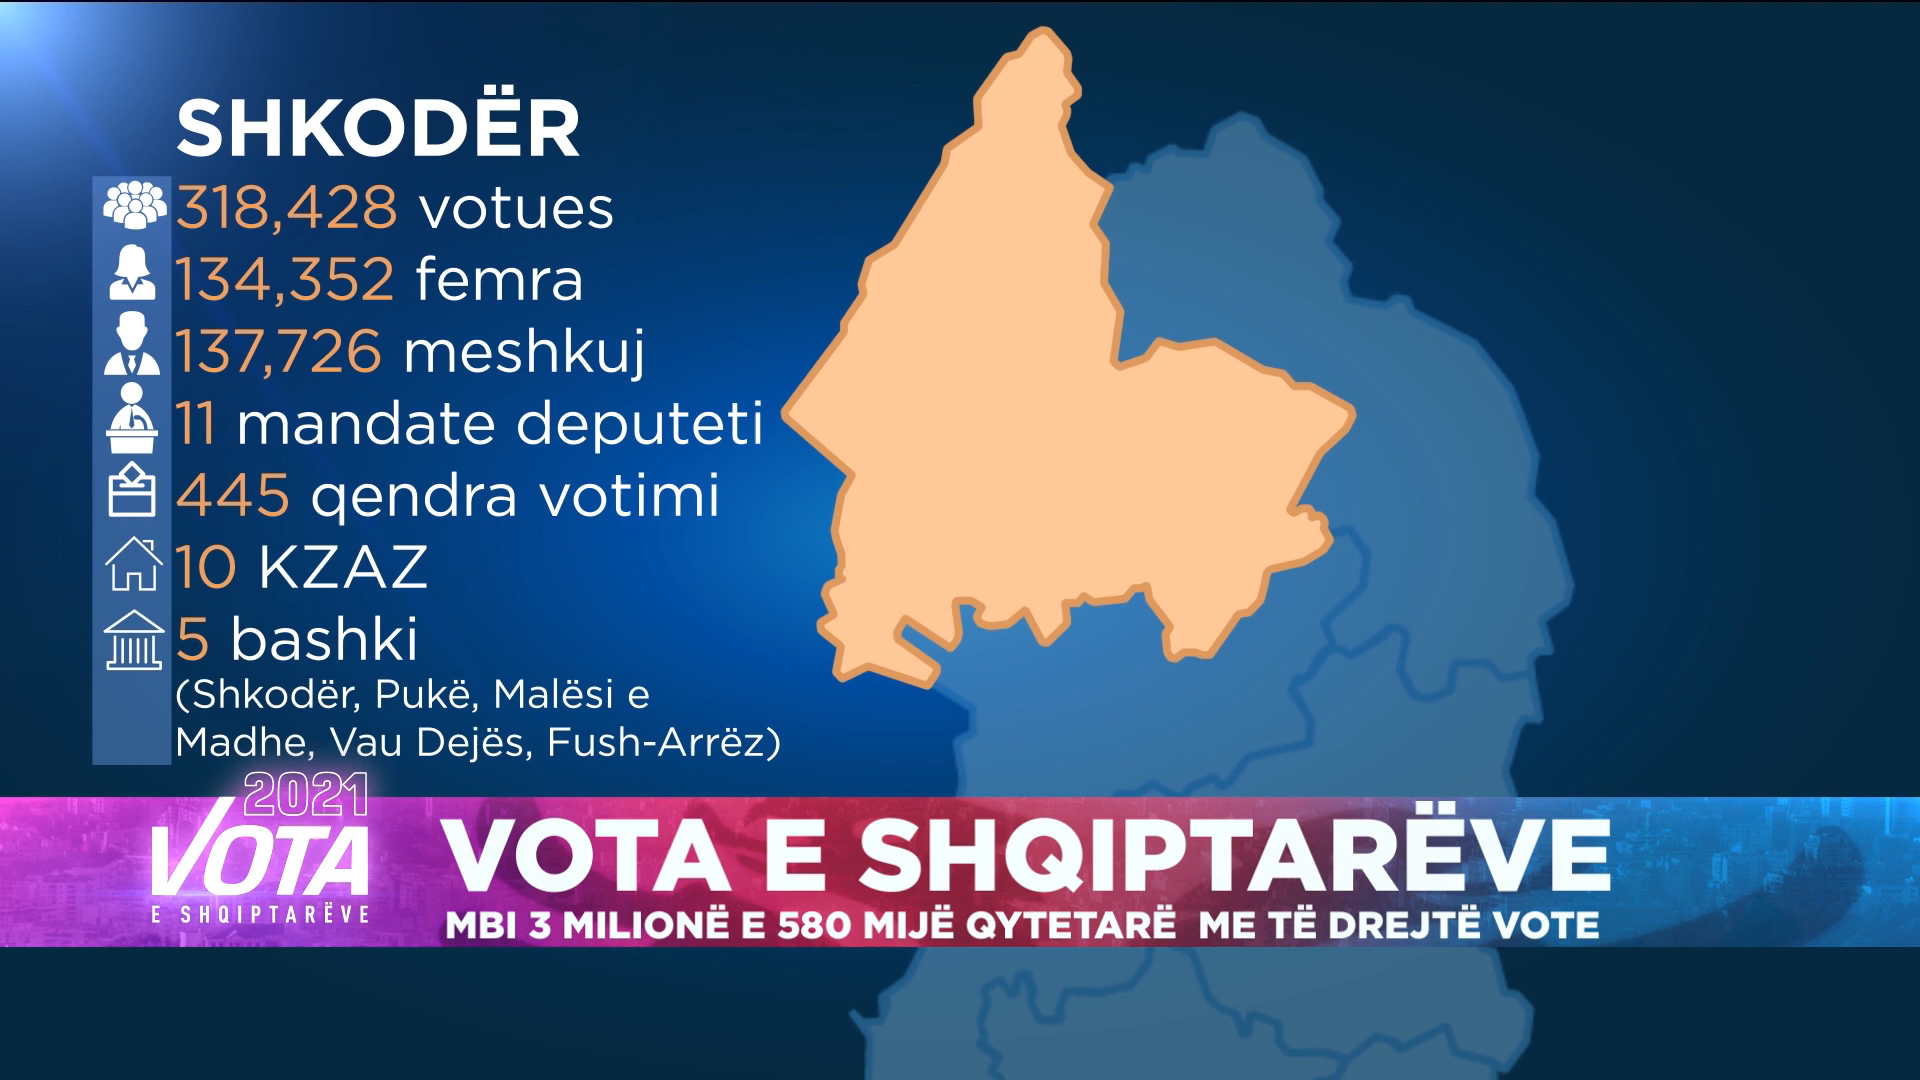 SHKODËR
318,428 votues
134,352 femra
137,726 meshkuj
11 mandate deputeti
445 qendra votimi
10 KZAZ
5 bashki
(Shkodër, Pukë, Malësi e
Madhe, Vau Dejës, Fush-Arrëz)
2021
VOTA
E SHQIPTARËVE
VOTA E SHQIPTARËVE
MBI 3 MILIONË E 580 MIJË QYTETARË ME TË DREJTË VOTE